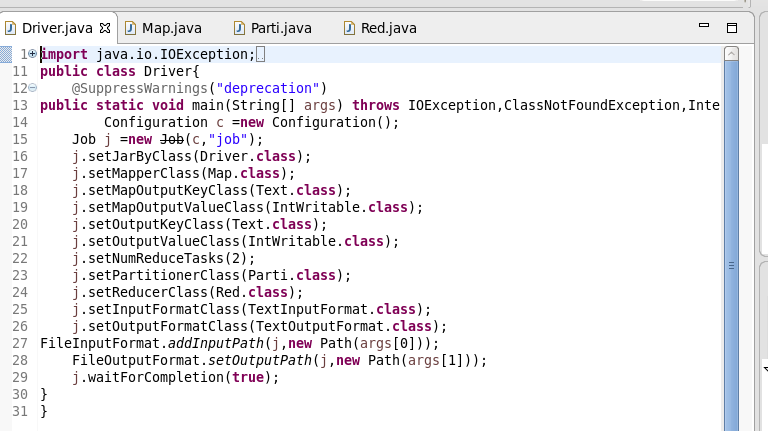 Driver.java Map.java Parti.java Red.java
1 import java.io.IOException;
11 public class Driver{
12 @SuppressWarnings("deprecation")
13 public static void main(String[] args) throws IOException,ClassNotFoundException,Inte
14 Configuration c =new Configuration();
15 Job j =new Job(c,"job");
16 j.setJarByClass(Driver.class);
17 j.setMapperClass(Map.class);
18 j.setMapOutputKeyClass(Text.class);
19 j.setMapOutputValueClass(IntWritable.class);
20 j.setOutputKeyClass(Text.class);
21 j.setOutputValueClass(IntWritable.class);
22 j.setNumReduceTasks(2);
23 j.setPartitionerClass(Parti.class);
24 j.setReducerClass(Red.class);
25 j.setInputFormatClass(TextInputFormat.class);
26 j.setOutputFormatClass(TextOutputFormat.class);
27 FileInputFormat.addInputPath(j,new Path(args[0]));
28 FileOutputFormat.setOutputPath(j,new Path(args[1]));
29 j.waitForCompletion(true);
30 }
31 }